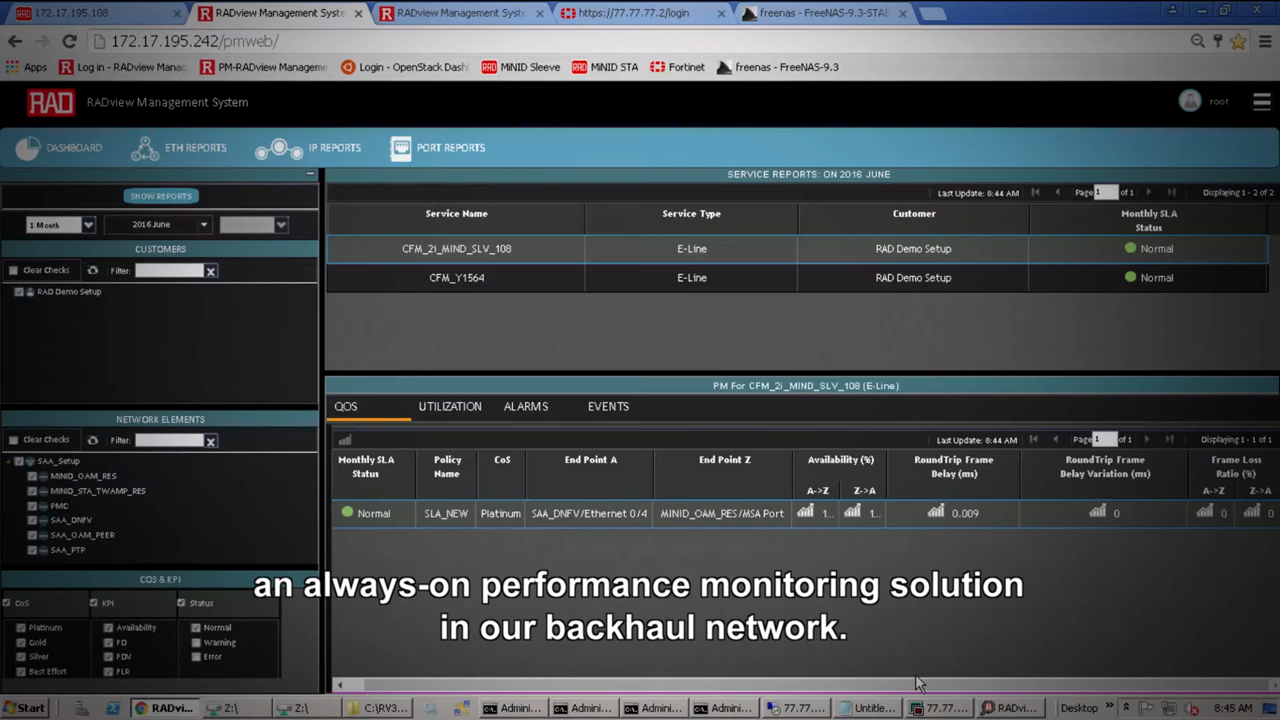 172.17.195.108
RADview Management Syste
RADview Management Syste
https://77.77.77.2/login
freenas - FreeNAS-9.3-STAB
172.17.195.242/pmweb/
Apps
Log in - RADview Mana
PM-RADview Manageme
Login - OpenStack Dash
MiNID Sleeve
MiNID STA
Fortinet
freenas - FreeNAS-9.3
RAD
RADview Management System
root
DASHBOARD
ETH REPORTS
IP REPORTS
PORT REPORTS
SHOW REPORTS
1 Month
2016 June
CUSTOMERS
Clear Checks
Filter:
RAD Demo Setup
NETWORK ELEMENTS
Clear Checks
Filter:
SAA_Setup
MINID_OAM_RES
MINID_STA_TWAMP_RES
PMC
SAA_DNFV
SAA_OAM_PEER
SAA_PTP
COS & KPI
CoS KPI Status
Platinum Availability Normal
Gold FD Warning
Silver FDV Error
Best Effort FLR
SERVICE REPORTS: ON 2016 JUNE
Last Update: 8:44 AM Page 1 of 1 Displaying 1 - 2 of 2
Service Name Service Type Customer Monthly SLA
Status
CFM_2i_MIND_SLV_108 E-Line RAD Demo Setup Normal
CFM_Y1564 E-Line RAD Demo Setup Normal
PM For CFM_2i_MIND_SLV_108 (E-Line)
QOS UTILIZATION ALARMS EVENTS
Last Update: 8:44 AM Page 1 of 1 Displaying 1 - 1 of 1
Monthly SLA Policy CoS End Point A End Point Z Availability (%) RoundTrip Frame RoundTrip Frame Frame Loss
Status Name Delay (ms) Delay Variation (ms) Ratio (%)
A->Z Z->A A->Z Z->A
Normal SLA_NEW Platinum SAA_DNFV/Ethernet 0/4 MINID_OAM_RES/MSA Port 1... 1... 0.009 0 0 0
an always-on performance monitoring solution
in our backhaul network.
Start
RADvi...
Z:\
Z:\
C:\RV3...
Admini...
Admini...
Admini...
Admini...
77.77....
Untitle...
77.77....
RADvi...
Desktop
8:45 AM